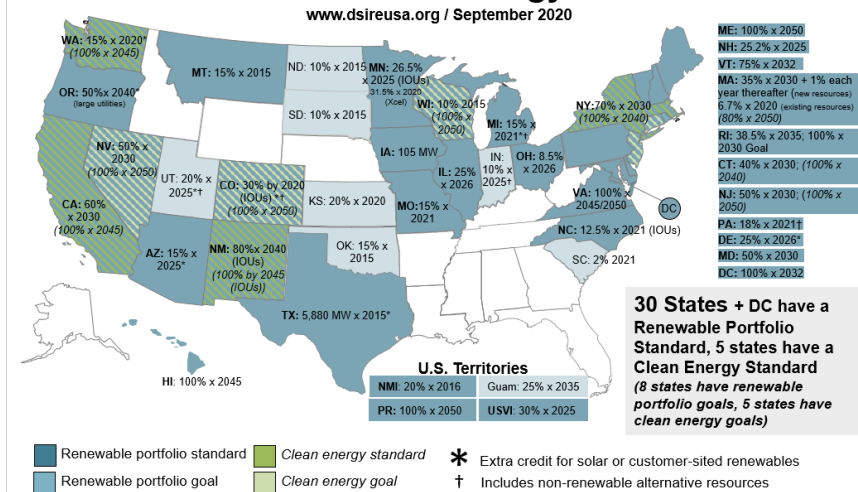 www.dsireusa.org / September 2020
WA: 15% x 2020*
(100% x 2045)
OR: 50%x 2040*
(large utilities)
MT: 15% x 2015
ND: 10% x 2015
SD: 10% x 2015
MN: 26.5%
x 2025 (IOUs)
31.5% x 2020
(Xcel)
WI: 10% 2015
(100% x
2050)
MI: 15% x
2021*†
NY:70% x 2030
(100% x 2040)
NV: 50% x
2030
(100% x 2050)
UT: 20% x
2025*†
CO: 30% by 2020
(IOUs) *†
(100% x 2050)
CA: 60%
x 2030
(100% x 2045)
IA: 105 MW
IL: 25%
x 2026
IN:
10% x
2025†
OH: 8.5%
x 2026
KS: 20% x 2020
MO:15% x
2021
VA: 100% x
2045/2050
DC
NC: 12.5% x 2021 (IOUs)
SC: 2% 2021
AZ: 15% x
2025*
NM: 80%x 2040
(IOUs)
(100% by 2045
(IOUs))
OK: 15% x
2015
TX: 5,880 MW x 2015*
HI: 100% x 2045
ME: 100% x 2050
NH: 25.2% x 2025
VT: 75% x 2032
MA: 35% x 2030 + 1% each
year thereafter (new resources)
6.7% x 2020 (existing resources)
(80% x 2050)
RI: 38.5% x 2035; 100% x
2030 Goal
CT: 40% x 2030; (100% x
2040)
NJ: 50% x 2030; (100% x
2050)
PA: 18% x 2021†
DE: 25% x 2026*
MD: 50% x 2030
DC: 100% x 2032
30 States + DC have a
Renewable Portfolio
Standard, 5 states have a
Clean Energy Standard
(8 states have renewable
portfolio goals, 5 states have
clean energy goals)
U.S. Territories
NMI: 20% x 2016
Guam: 25% x 2035
PR: 100% x 2050
USVI: 30% x 2025
Renewable portfolio standard
Clean energy standard
* Extra credit for solar or customer-sited renewables
Renewable portfolio goal
Clean energy goal
† Includes non-renewable alternative resources